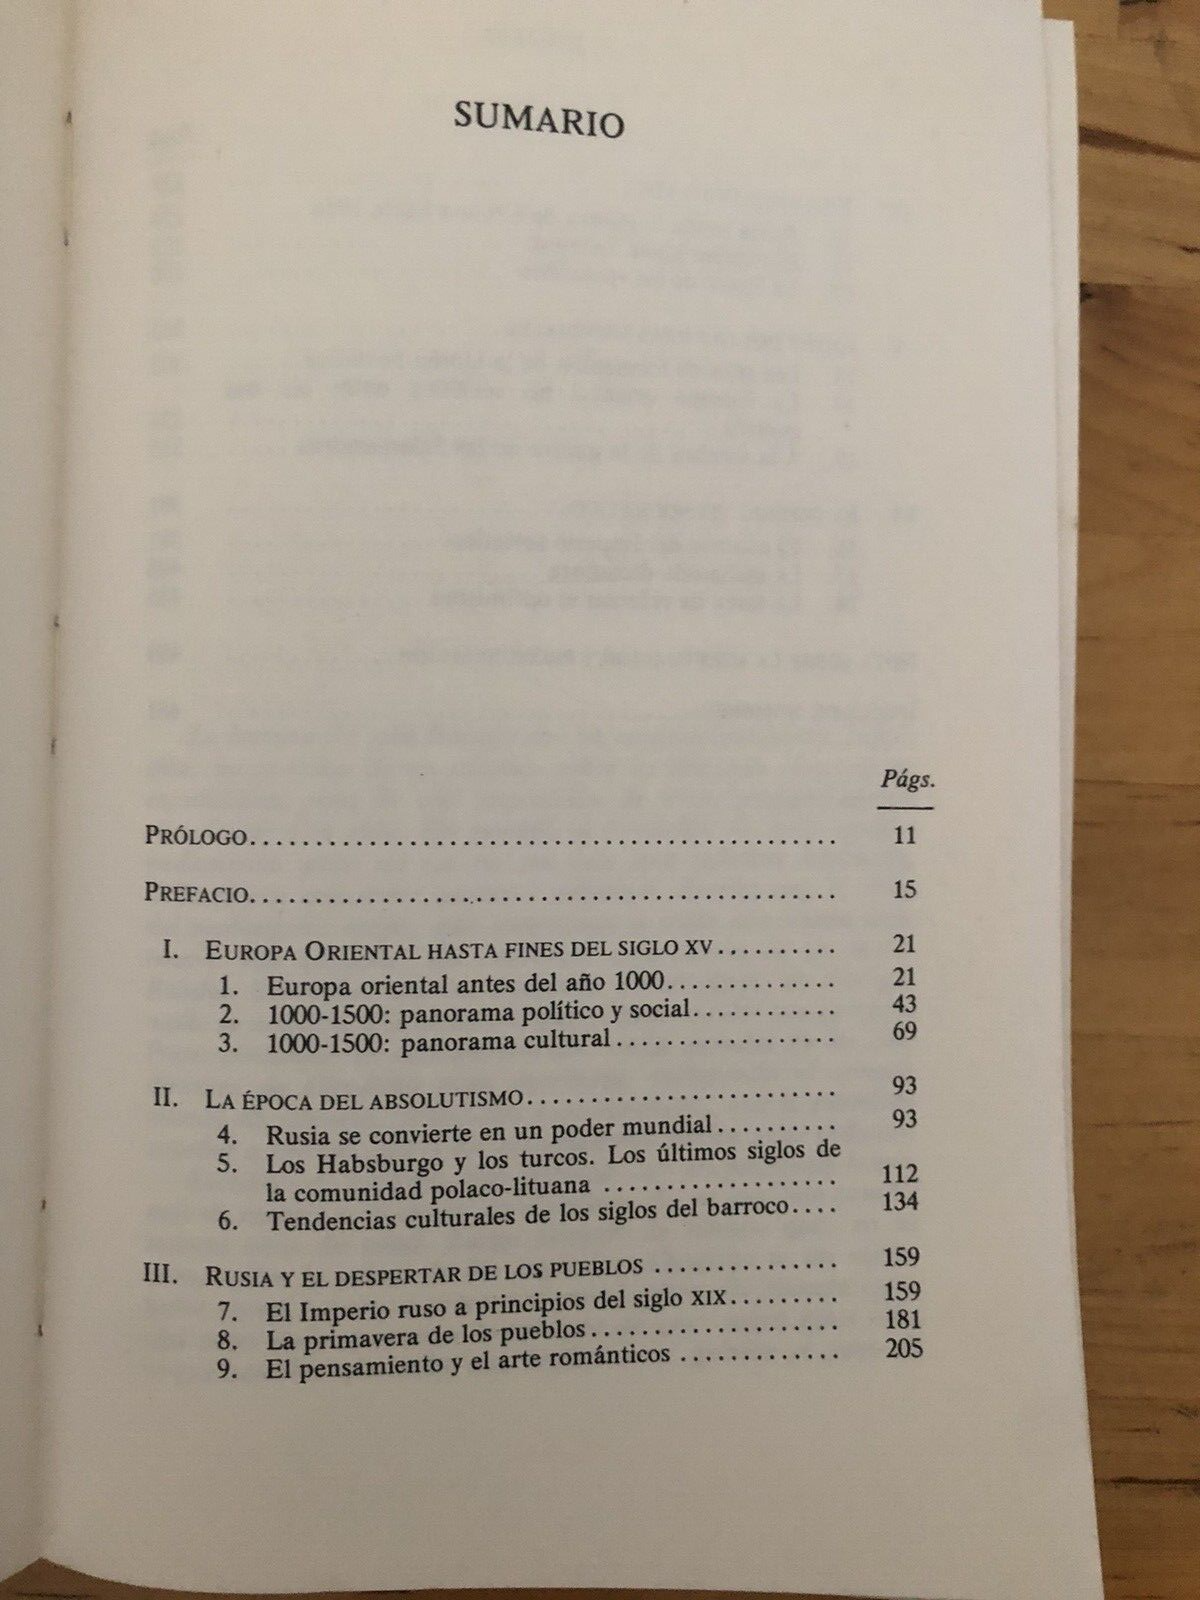 SUMARIO
Págs.
PRÓLOGO.............................................. 11
PREFACIO.............................................. 15
I. EUROPA ORIENTAL HASTA FINES DEL SIGLO XV.......... 21
1. Europa oriental antes del año 1000.............. 21
2. 1000-1500: panorama político y social............ 43
3. 1000-1500: panorama cultural.................. 69
II. LA ÉPOCA DEL ABSOLUTISMO........................ 93
4. Rusia se convierte en un poder mundial.......... 93
5. Los Habsburgo y los turcos. Los últimos siglos de
la comunidad polaco-lituana ................... 112
6. Tendencias culturales de los siglos del barroco.... 134
III. RUSIA Y EL DESPERTAR DE LOS PUEBLOS ............... 159
7. El Imperio ruso a principios del siglo XIX......... 159
8. La primavera de los pueblos.................... 181
9. El pensamiento y el arte románticos ............. 205